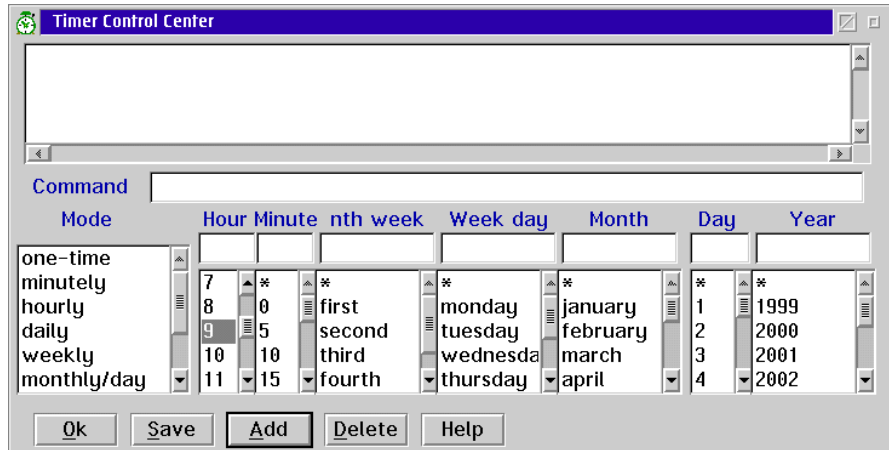 Timer Control Center
Command
Mode Hour Minute nth week Week day Month Day Year
one-time
minutely 7 * * * * * *
hourly 8 0 first monday january 1 1999
daily 9 5 second tuesday february 2 2000
weekly 10 10 third wednesda march 3 2001
monthly/day 11 15 fourth thursday april 4 2002
Ok Save Add Delete Help